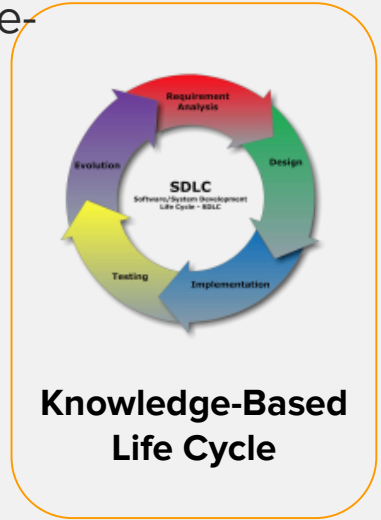 e-
Requirement
Analysis
Evolution
Design
SDLC
Software/System Development
Life Cycle - SDLC
Testing
Implementation
Knowledge-Based
Life Cycle